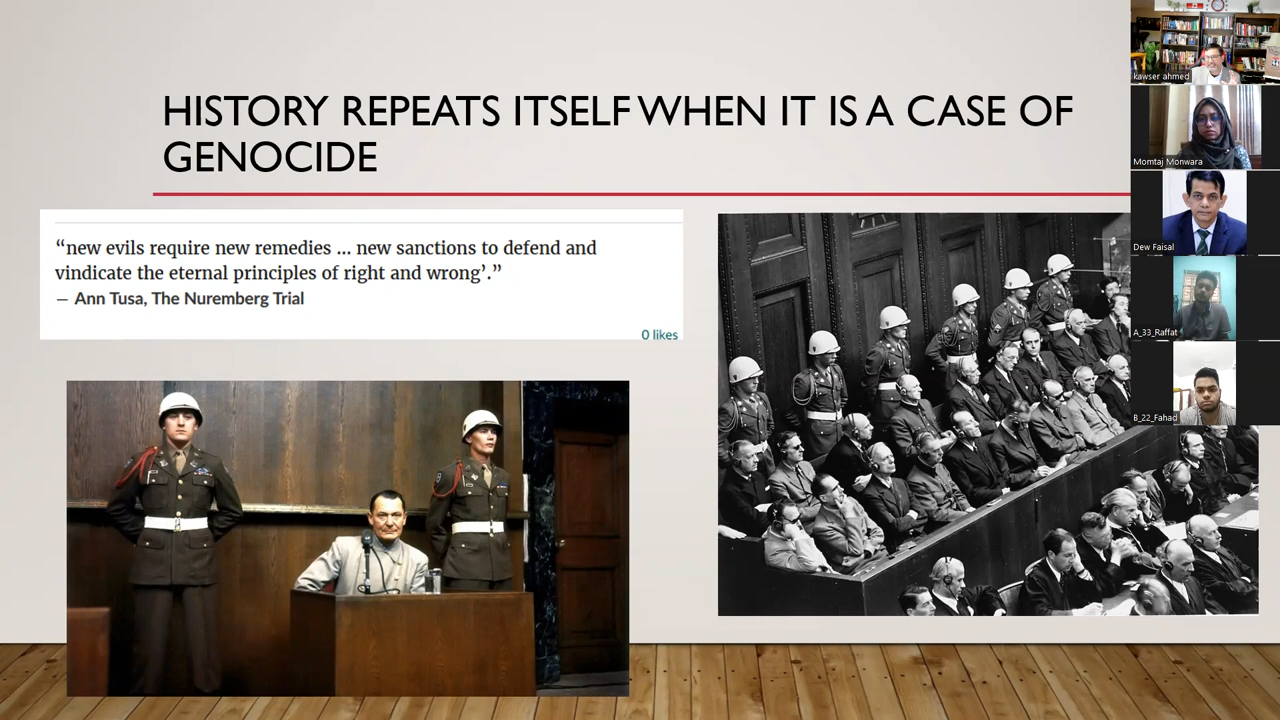 HISTORY REPEATS ITSELF WHEN IT IS A CASE OF
GENOCIDE
“new evils require new remedies ... new sanctions to defend and
vindicate the eternal principles of right and wrong’.”
— Ann Tusa, The Nuremberg Trial
0 likes
kawser ahmed
Momtaj Monwara
Dew Faisal
A_33_Raffat
B_22_Fahad